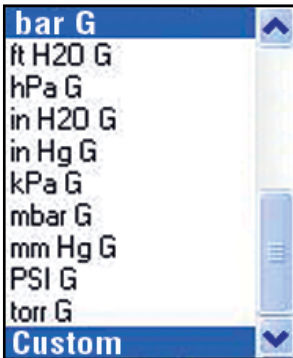 bar G
ft H2O G
hPa G
in H2O G
in Hg G
kPa G
mbar G
mm Hg G
PSI G
torr G
Custom